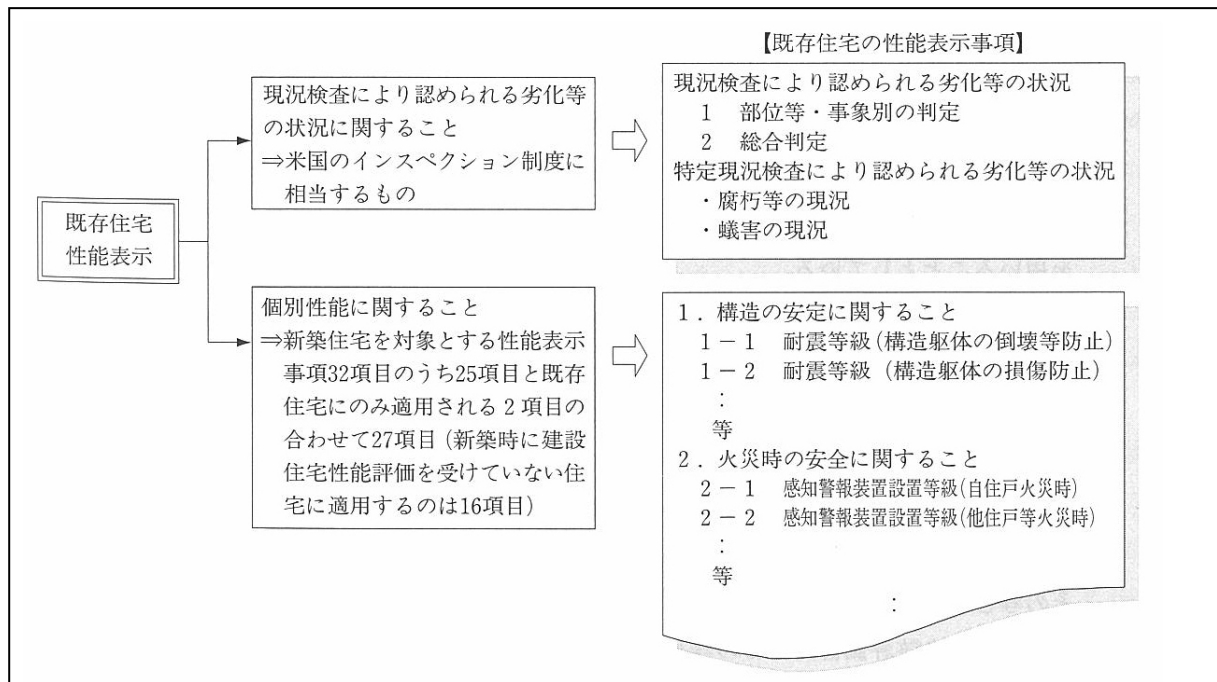 【既存住宅の性能表示事項】
既存住宅
性能表示
現況検査により認められる劣化等
の状況に関すること
⇒米国のインスペクション制度に
相当するもの
現況検査により認められる劣化等の状況
1 部位等・事象別の判定
2 総合判定
特定現況検査により認められる劣化等の状況
・腐朽等の現況
・蟻害の現況
個別性能に関すること
⇒新築住宅を対象とする性能表示
事項32項目のうち25項目と既存
住宅にのみ適用される2項目の
合わせて27項目(新築時に建設
住宅性能評価を受けていない住
宅に適用するのは16項目)
1.構造の安定に関すること
1-1 耐震等級(構造躯体の倒壊等防止)
1-2 耐震等級(構造躯体の損傷防止)
:
等
2.火災時の安全に関すること
2-1 感知警報装置設置等級(自住戸火災時)
2-2 感知警報装置設置等級(他住戸等火災時)
:
等
: